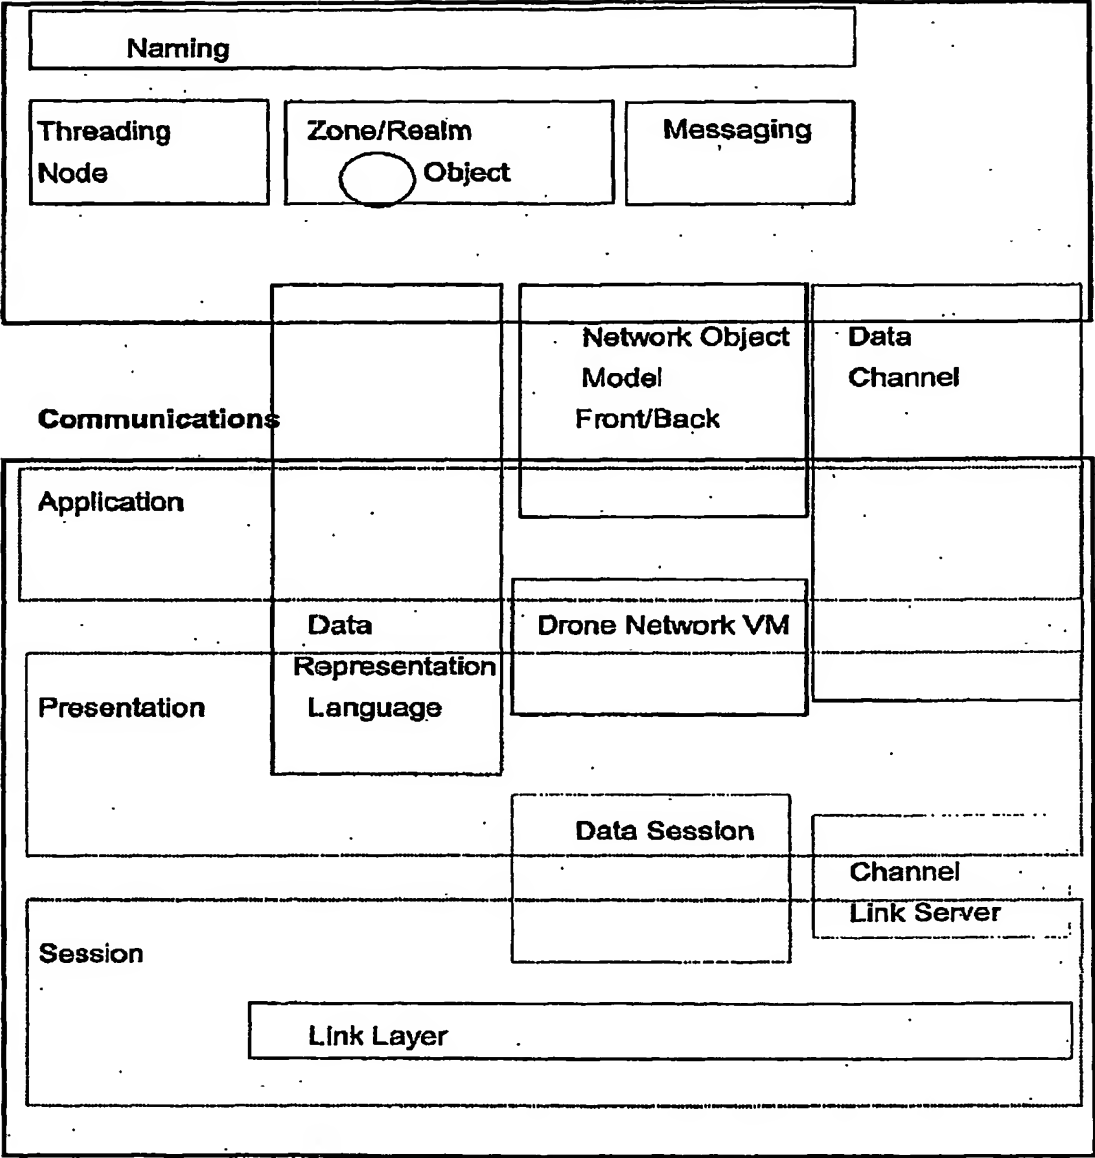 Naming
Threading
Node
Zone/Realm
Object
Messaging
Network Object
Model
Front/Back
Data
Channel
Communications
Application
Data
Representation
Language
Drone Network VM
Presentation
Data Session
Channel
Link Server
Session
Link Layer